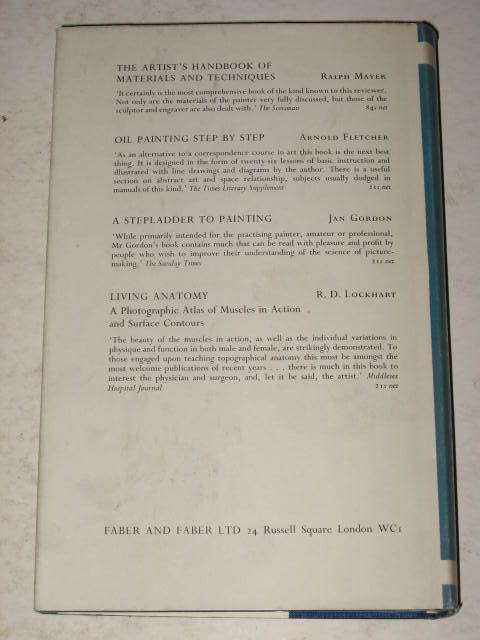 THE ARTIST'S HANDBOOK OF
MATERIALS AND TECHNIQUES RALPH MAYER
'It certainly is the most comprehensive book of the kind known to this reviewer.
Not only are the materials of the painter very fully discussed, but those of the
sculptor and engraver are also dealt with.' The Scotsman 84s net
OIL PAINTING STEP BY STEP ARNOLD FLETCHER
'As an alternative to a correspondence course in art this book is the next best
thing. It is designed in the form of twenty-six lessons of basic instruction and
illustrated with line drawings and diagrams by the author. There is a useful
section on abstract art and space relationship, subjects usually dodged in
manuals of this kind.' The Times Literary Supplement net
A STEPLADDER TO PAINTING JAN GORDON
'While primarily intended for the practising painter, amateur or professional,
Mr Gordon's book contains much that can be read with pleasure and profit by
people who wish to improve their understanding of the science of picture-
making.' The Sunday Times net
LIVING ANATOMY R. D. LOCKHART
A Photographic Atlas of Muscles in Action
and Surface Contours
'The beauty of the muscles in action, as well as the individual variations in
physique and function in both male and female, are strikingly demonstrated. To
those engaged upon teaching topographical anatomy this must be amongst the
most welcome publications of recent years . . . there is much in this book to
interest the physician and surgeon, and, let it be said, the artist.' Middlesex
Hospital Journal 21s net
FABER AND FABER LTD 24 Russell Square London WC1